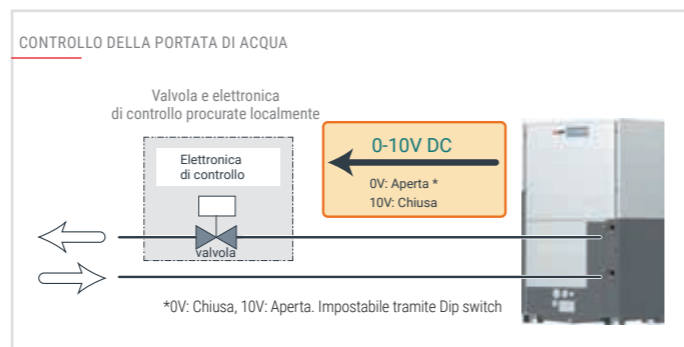 CONTROLLO DELLA PORTATA DI ACQUA
Valvola e elettronica
di controllo procurate localmente
Elettronica
di controllo
0-10V DC
0V: Aperta *
10V: Chiusa
valvola
*0V: Chiusa, 10V: Aperta. Impostabile tramite Dip switch